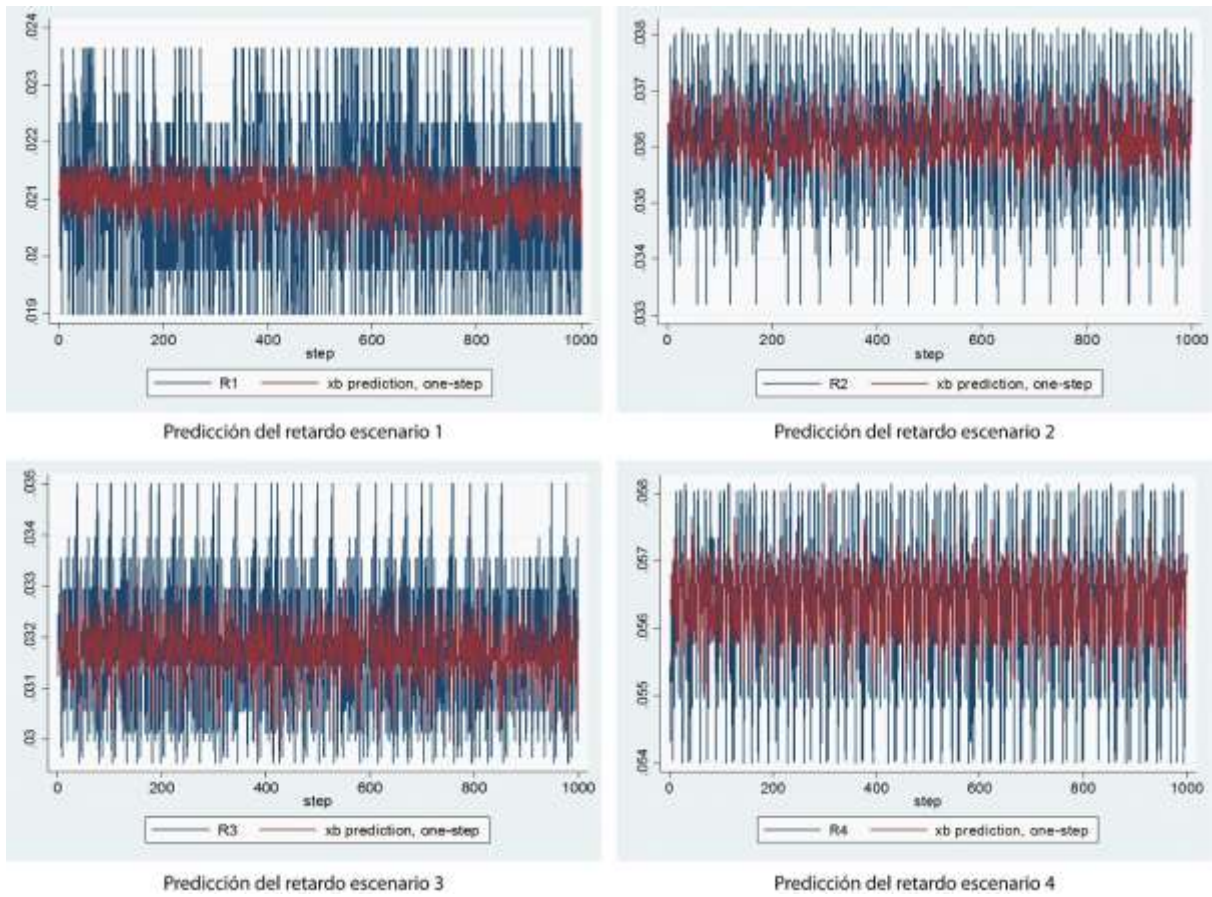 .024
.023
.022
.021
.02
.019
0 200 400 600 800 1000
step
R1 xb prediction, one-step
Predicción del retardo escenario 1
.038
.037
.036
.035
.034
.033
0 200 400 600 800 1000
step
R2 xb prediction, one-step
Predicción del retardo escenario 2
.035
.034
.033
.032
.031
.03
0 200 400 600 800 1000
step
R3 xb prediction, one-step
Predicción del retardo escenario 3
.058
.057
.056
.055
.054
0 200 400 600 800 1000
step
R4 xb prediction, one-step
Predicción del retardo escenario 4